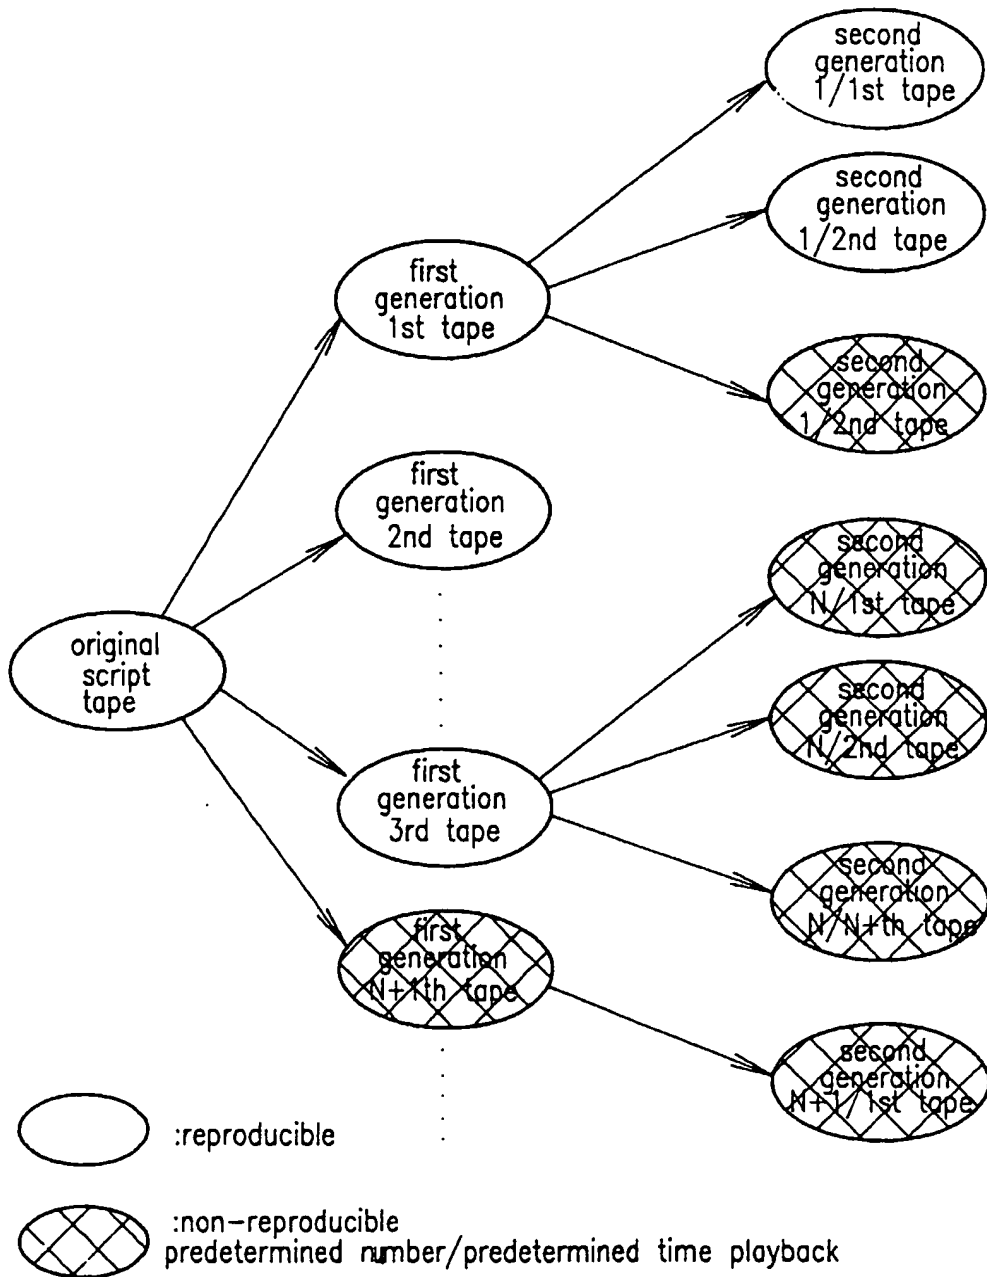 second
generation
1/1st tape
second
generation
1/2nd tape
first
generation
1st tape
second
generation
1/2nd tape
first
generation
2nd tape
second
generation
N/1st tape
original
script
tape
second
generation
N/2nd tape
first
generation
3rd tape
second
generation
N/N+th tape
first
generation
N+1th tape
second
generation
N+1/1st tape
:reproducible
:non-reproducible
predetermined number/predetermined time playback